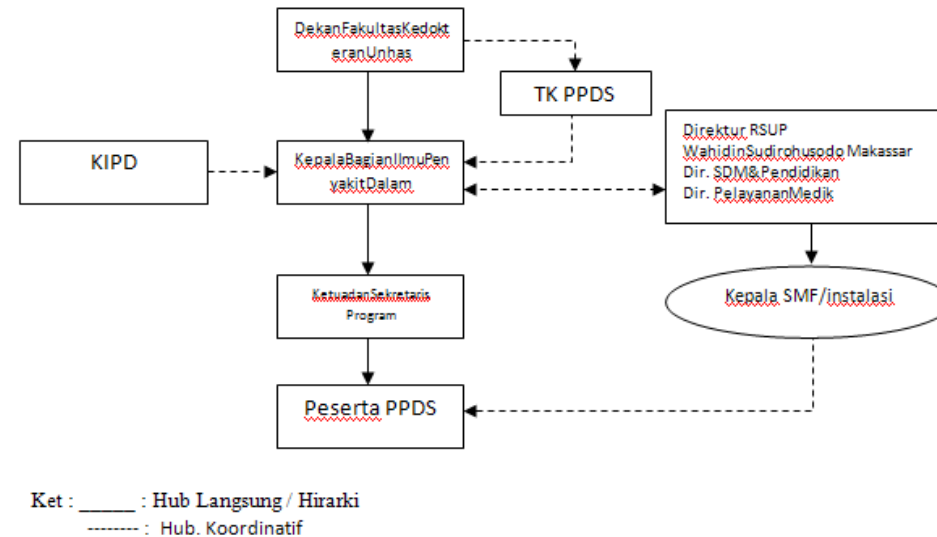 DekanFakultasKedokt
eranUnhas
TK PPDS
Direktur RSUP
WahidinSudirohusodo Makassar
Dir. SDM&Pendidikan
Dir. PelayananMedik
KIPD
KepalaBagianIlmuPen
yakitDalam
KetuadanSekretaris
Program
Kepala SMF/instalasi
Peserta PPDS
Ket : _____ : Hub Langsung / Hirarki
-------- : Hub. Koordinatif